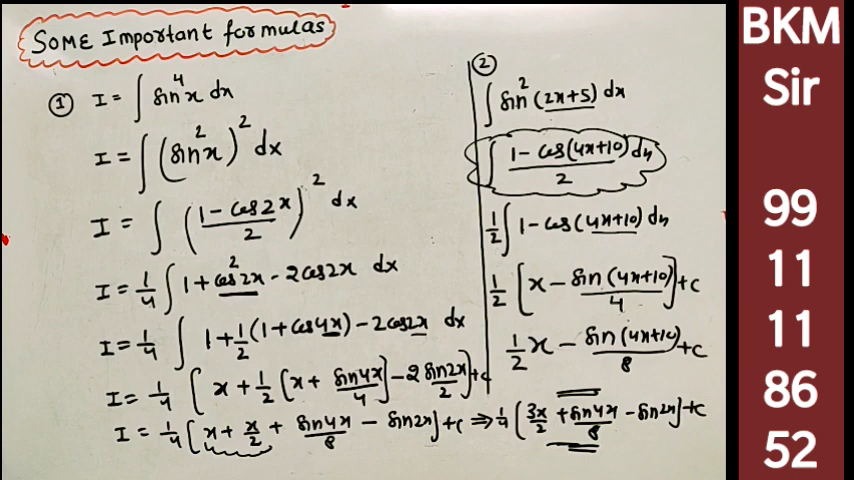 SOME Important formulas
① I = ∫ sin⁴x dx
I = ∫ (sin²x)² dx
I = ∫ ((1 - cos2x)/2)² dx
I = 1/4 ∫ 1 + cos²2x - 2cos2x dx
I = 1/4 ∫ 1 + 1/2 (1 + cos4x) - 2cos2x dx
I = 1/4 [x + 1/2 [x + sin4x/4] - 2 sin2x/2] + c
I = 1/4 [x + x/2 + sin4x/8 - sin2x] + c ⇒ 1/4 [3x/2 + sin4x/8 - sin2x] + c
②
∫ sin²(2x+5) dx
∫ (1 - cos(4x+10))/2 dx
1/2 ∫ 1 - cos(4x+10) dx
1/2 [x - sin(4x+10)/4] + c
1/2 x - sin(4x+10)/8 + c
BKM
Sir
99
11
11
86
52